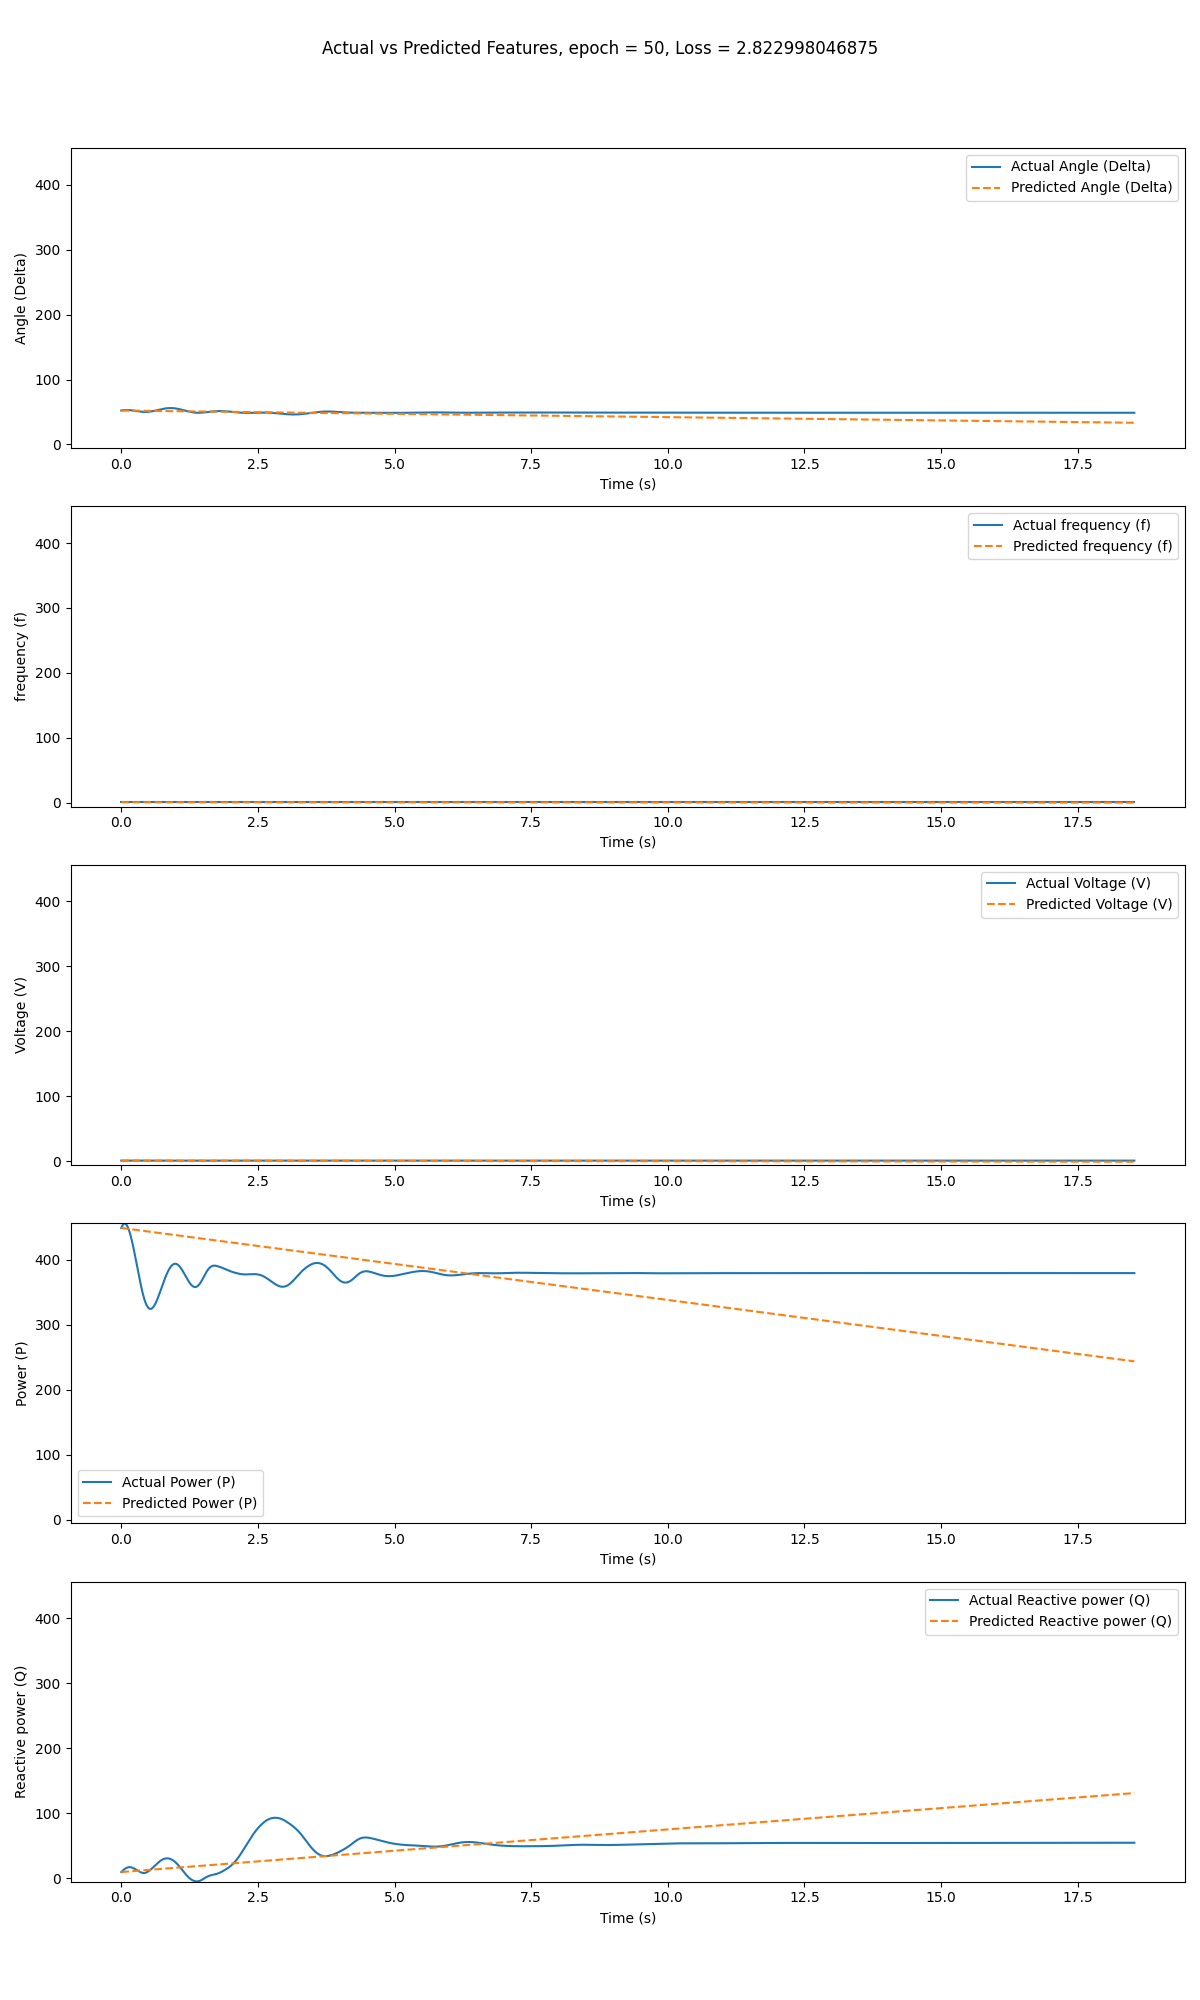 Actual vs Predicted Features, epoch = 50, Loss = 2.822998046875
Actual Angle (Delta)
Predicted Angle (Delta)
Angle (Delta)
400
300
200
100
0
0.0 2.5 5.0 7.5 10.0 12.5 15.0 17.5
Time (s)
Actual frequency (f)
Predicted frequency (f)
frequency (f)
400
300
200
100
0
0.0 2.5 5.0 7.5 10.0 12.5 15.0 17.5
Time (s)
Actual Voltage (V)
Predicted Voltage (V)
Voltage (V)
400
300
200
100
0
0.0 2.5 5.0 7.5 10.0 12.5 15.0 17.5
Time (s)
Power (P)
400
300
200
100
0
Actual Power (P)
Predicted Power (P)
0.0 2.5 5.0 7.5 10.0 12.5 15.0 17.5
Time (s)
Actual Reactive power (Q)
Predicted Reactive power (Q)
Reactive power (Q)
400
300
200
100
0
0.0 2.5 5.0 7.5 10.0 12.5 15.0 17.5
Time (s)